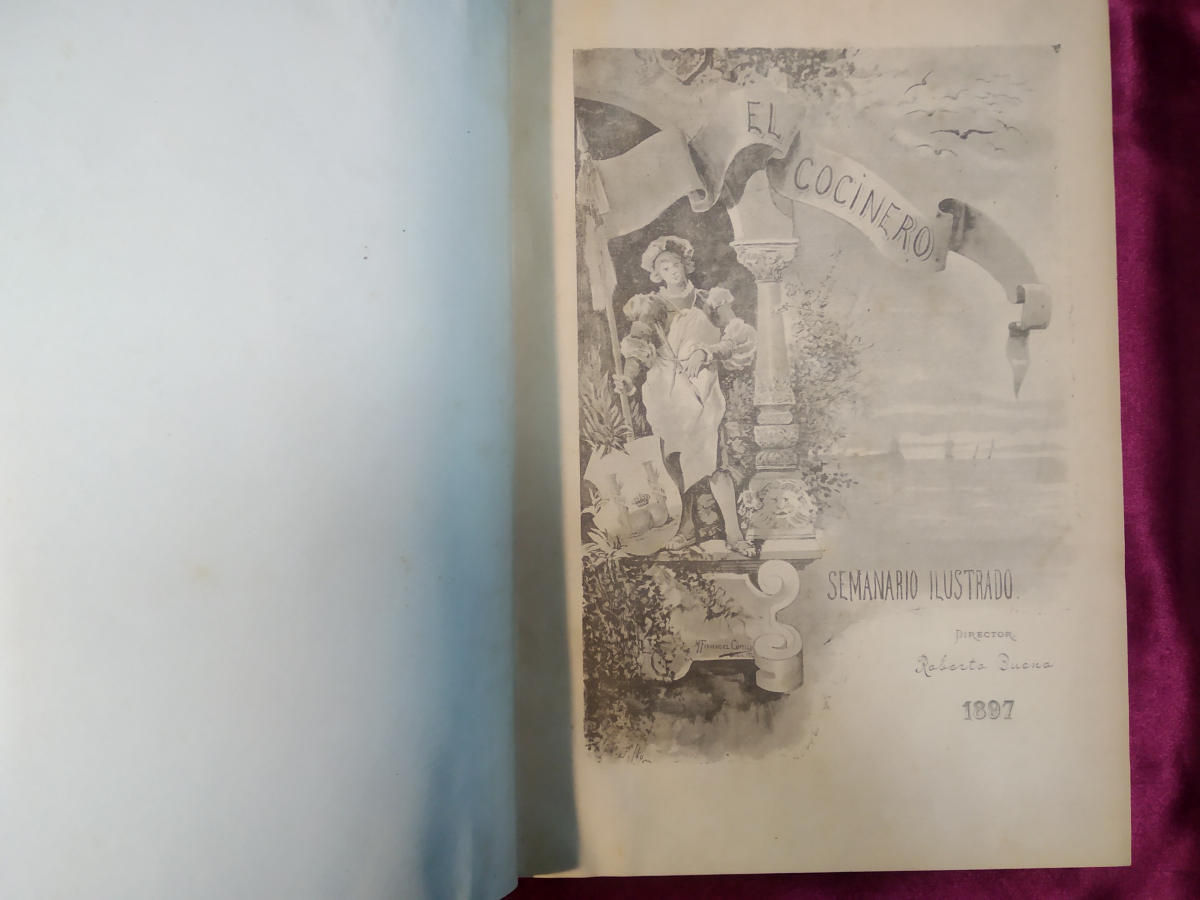 EL
COCINERO
SEMANARIO ILUSTRADO.
DIRECTOR.
Roberto Bueno
1897